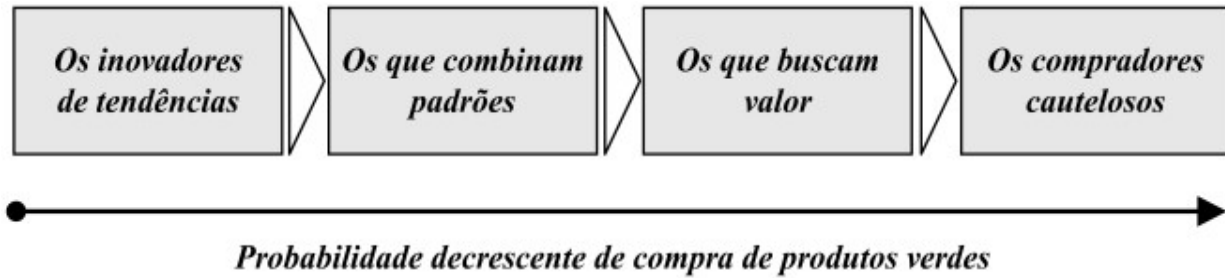 Os inovadores
de tendências
Os que combinam
padrões
Os que buscam
valor
Os compradores
cautelosos
Probabilidade decrescente de compra de produtos verdes